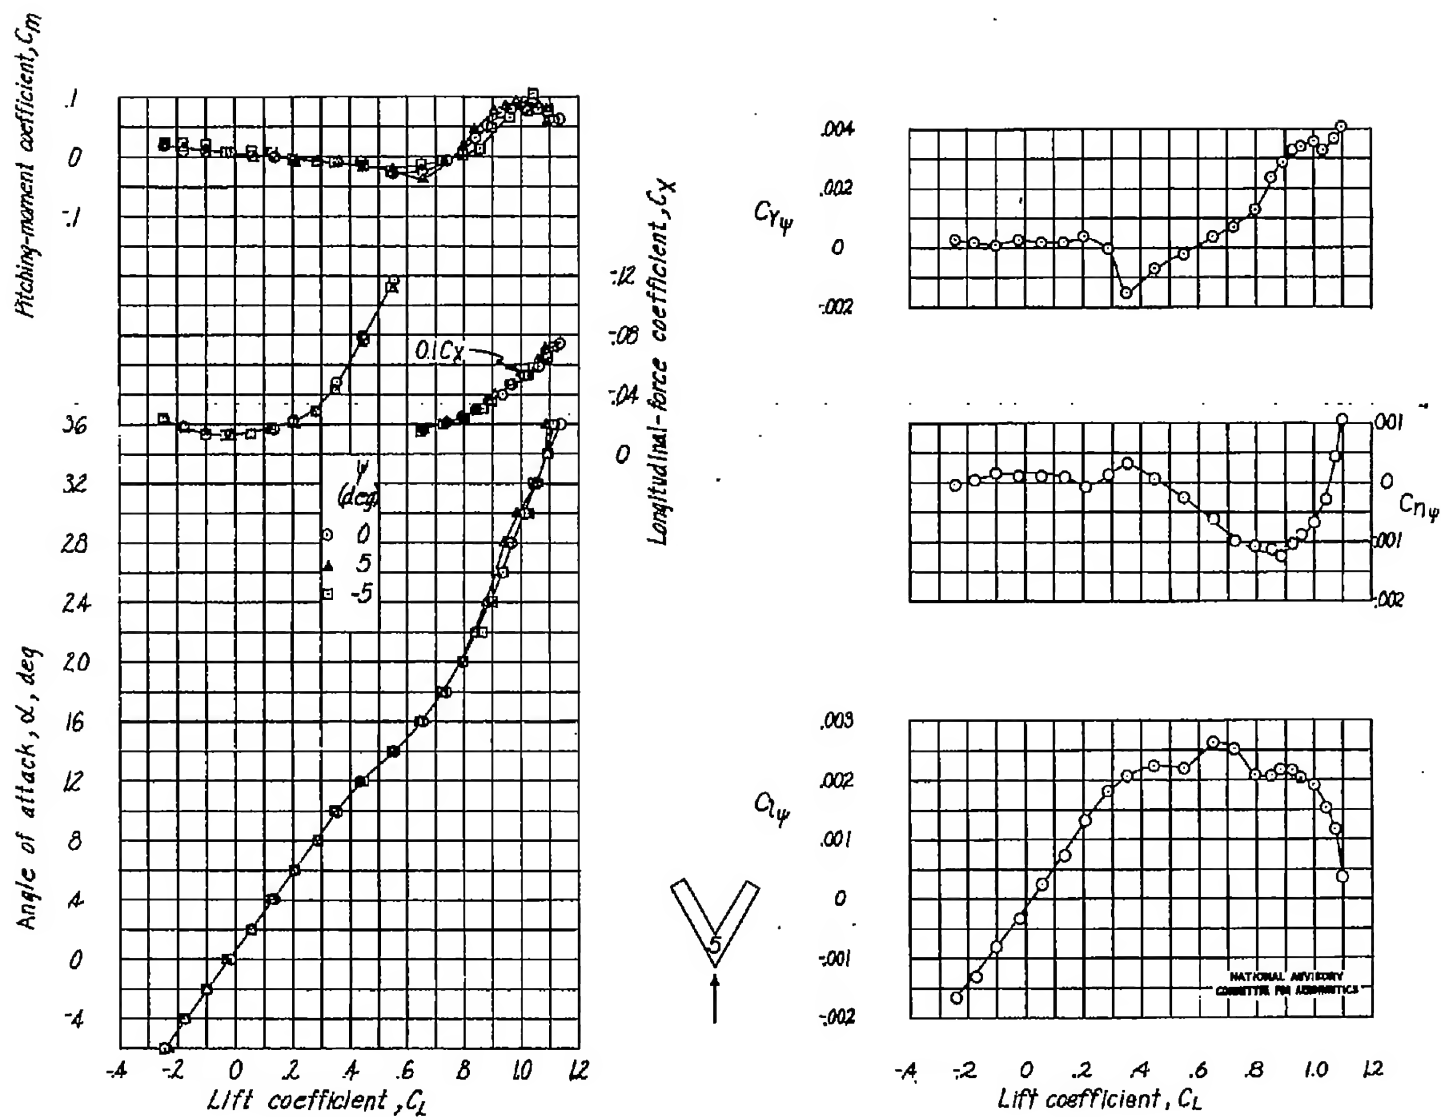 Pitching-moment coefficient, Cm
.1
0
-.1
Longitudinal-force coefficient, CX
-.12
-.08
-.04
0
0.1CX
Angle of attack, α, deg
36
32
28
24
20
16
12
8
4
0
-4
ψ
(deg)
0
5
-5
-.4 -.2 0 .2 .4 .6 .8 1.0 1.2
Lift coefficient, CL
5
CYψ
.004
.002
0
-.002
Cnψ
.001
0
-.001
-.002
Clψ
.003
.002
.001
0
-.001
-.002
NATIONAL ADVISORY
COMMITTEE FOR AERONAUTICS
-.4 -.2 0 .2 .4 .6 .8 1.0 1.2
Lift coefficient, CL